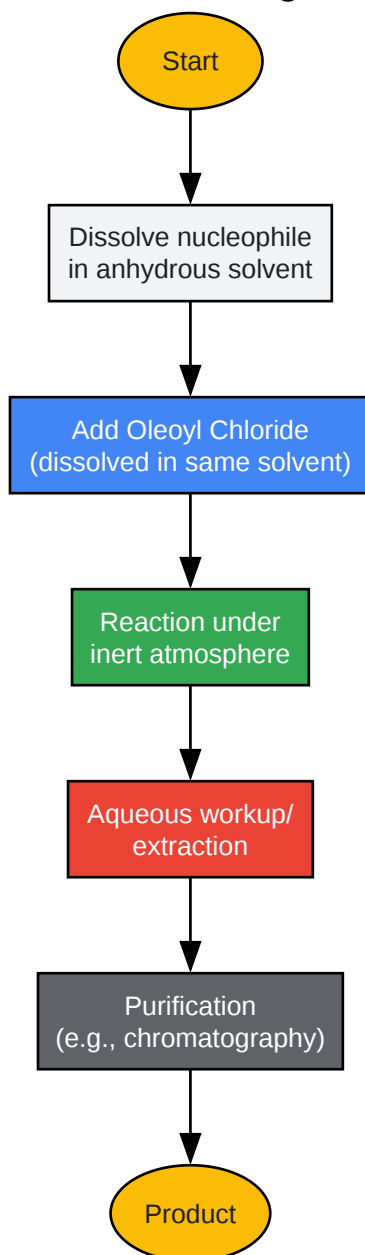 Start
Dissolve nucleophile
in anhydrous solvent
Add Oleoyl Chloride
(dissolved in same solvent)
Reaction under
inert atmosphere
Aqueous workup/
extraction
Purification
(e.g., chromatography)
Product